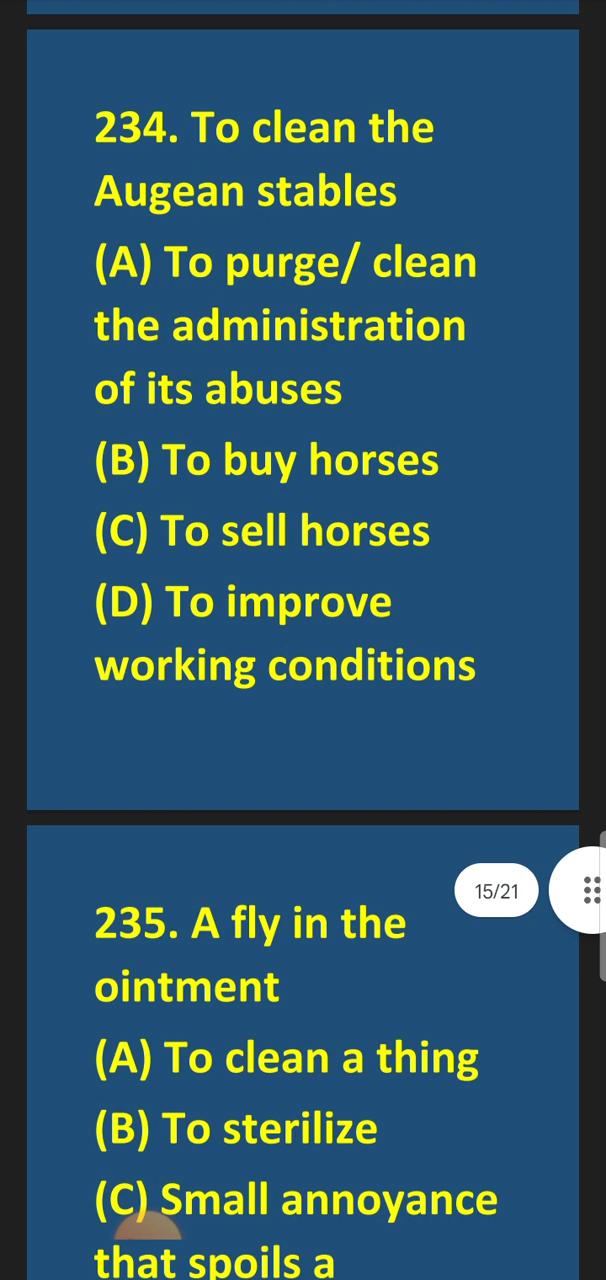 234. To clean the
Augean stables
(A) To purge/ clean
the administration
of its abuses
(B) To buy horses
(C) To sell horses
(D) To improve
working conditions
15/21
235. A fly in the
ointment
(A) To clean a thing
(B) To sterilize
(C) Small annoyance
that spoils a